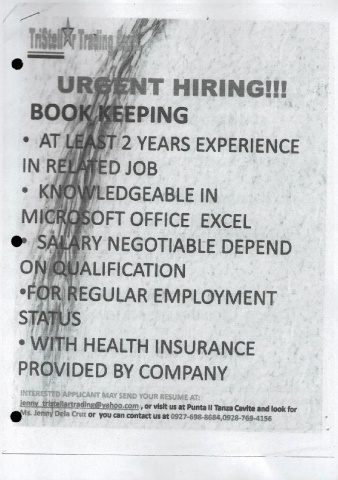 TriStellar Trading
URGENT HIRING!!!
BOOK KEEPING
• AT LEAST 2 YEARS EXPERIENCE
IN RELATED JOB
• KNOWLEDGEABLE IN
MICROSOFT OFFICE EXCEL
• SALARY NEGOTIABLE DEPEND
ON QUALIFICATION
•FOR REGULAR EMPLOYMENT
STATUS
• WITH HEALTH INSURANCE
PROVIDED BY COMPANY
INTERESTED APPLICANT MAY SEND YOUR RESUME AT:
jenny_tristellartrading@yahoo.com , or visit us at Punta II Tanza Cavite and look for
Ms. Jenny Dela Cruz or you can contact us at 0927-698-8684,0928-769-4156